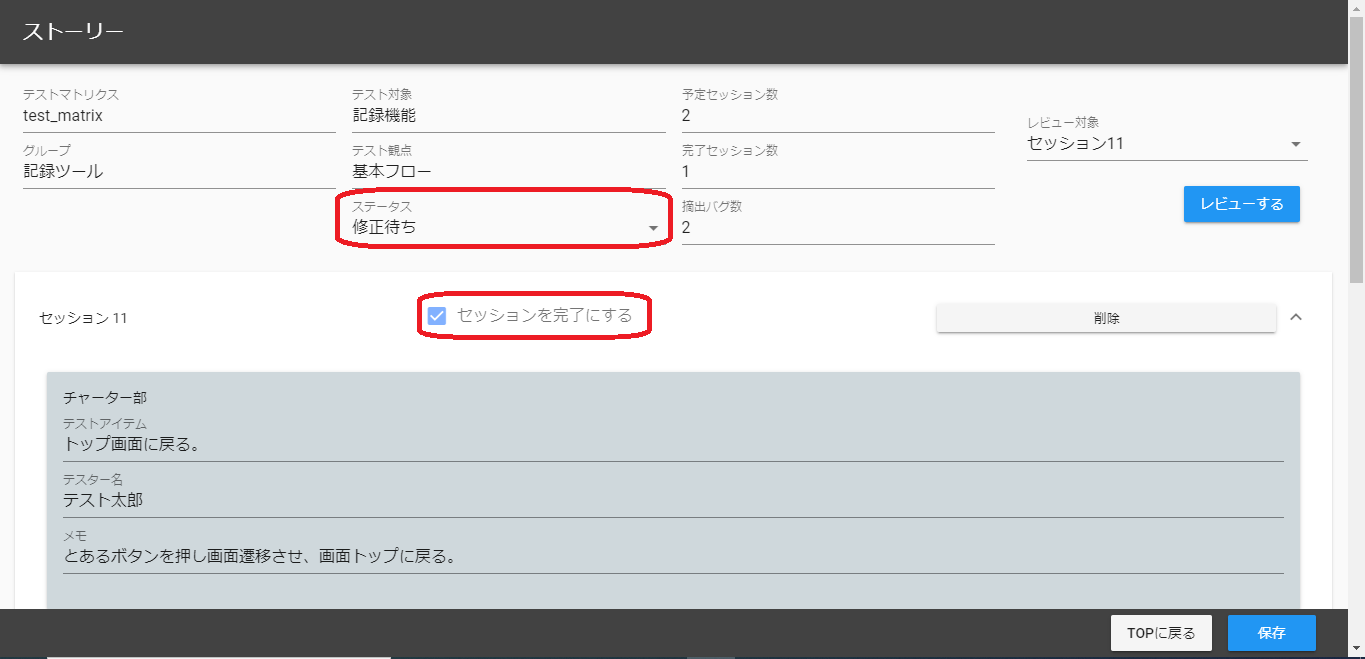 ストーリー
テストマトリクス
test_matrix
テスト対象
記録機能
予定セッション数
2
レビュー対象
セッション11
グループ
記録ツール
テスト観点
基本フロー
完了セッション数
1
ステータス
修正待ち
摘出バグ数
2
レビューする
セッション 11
セッションを完了にする
削除
チャーター部
テストアイテム
トップ画面に戻る。
テスター名
テスト太郎
メモ
とあるボタンを押し画面遷移させ、画面トップに戻る。
TOPに戻る
保存